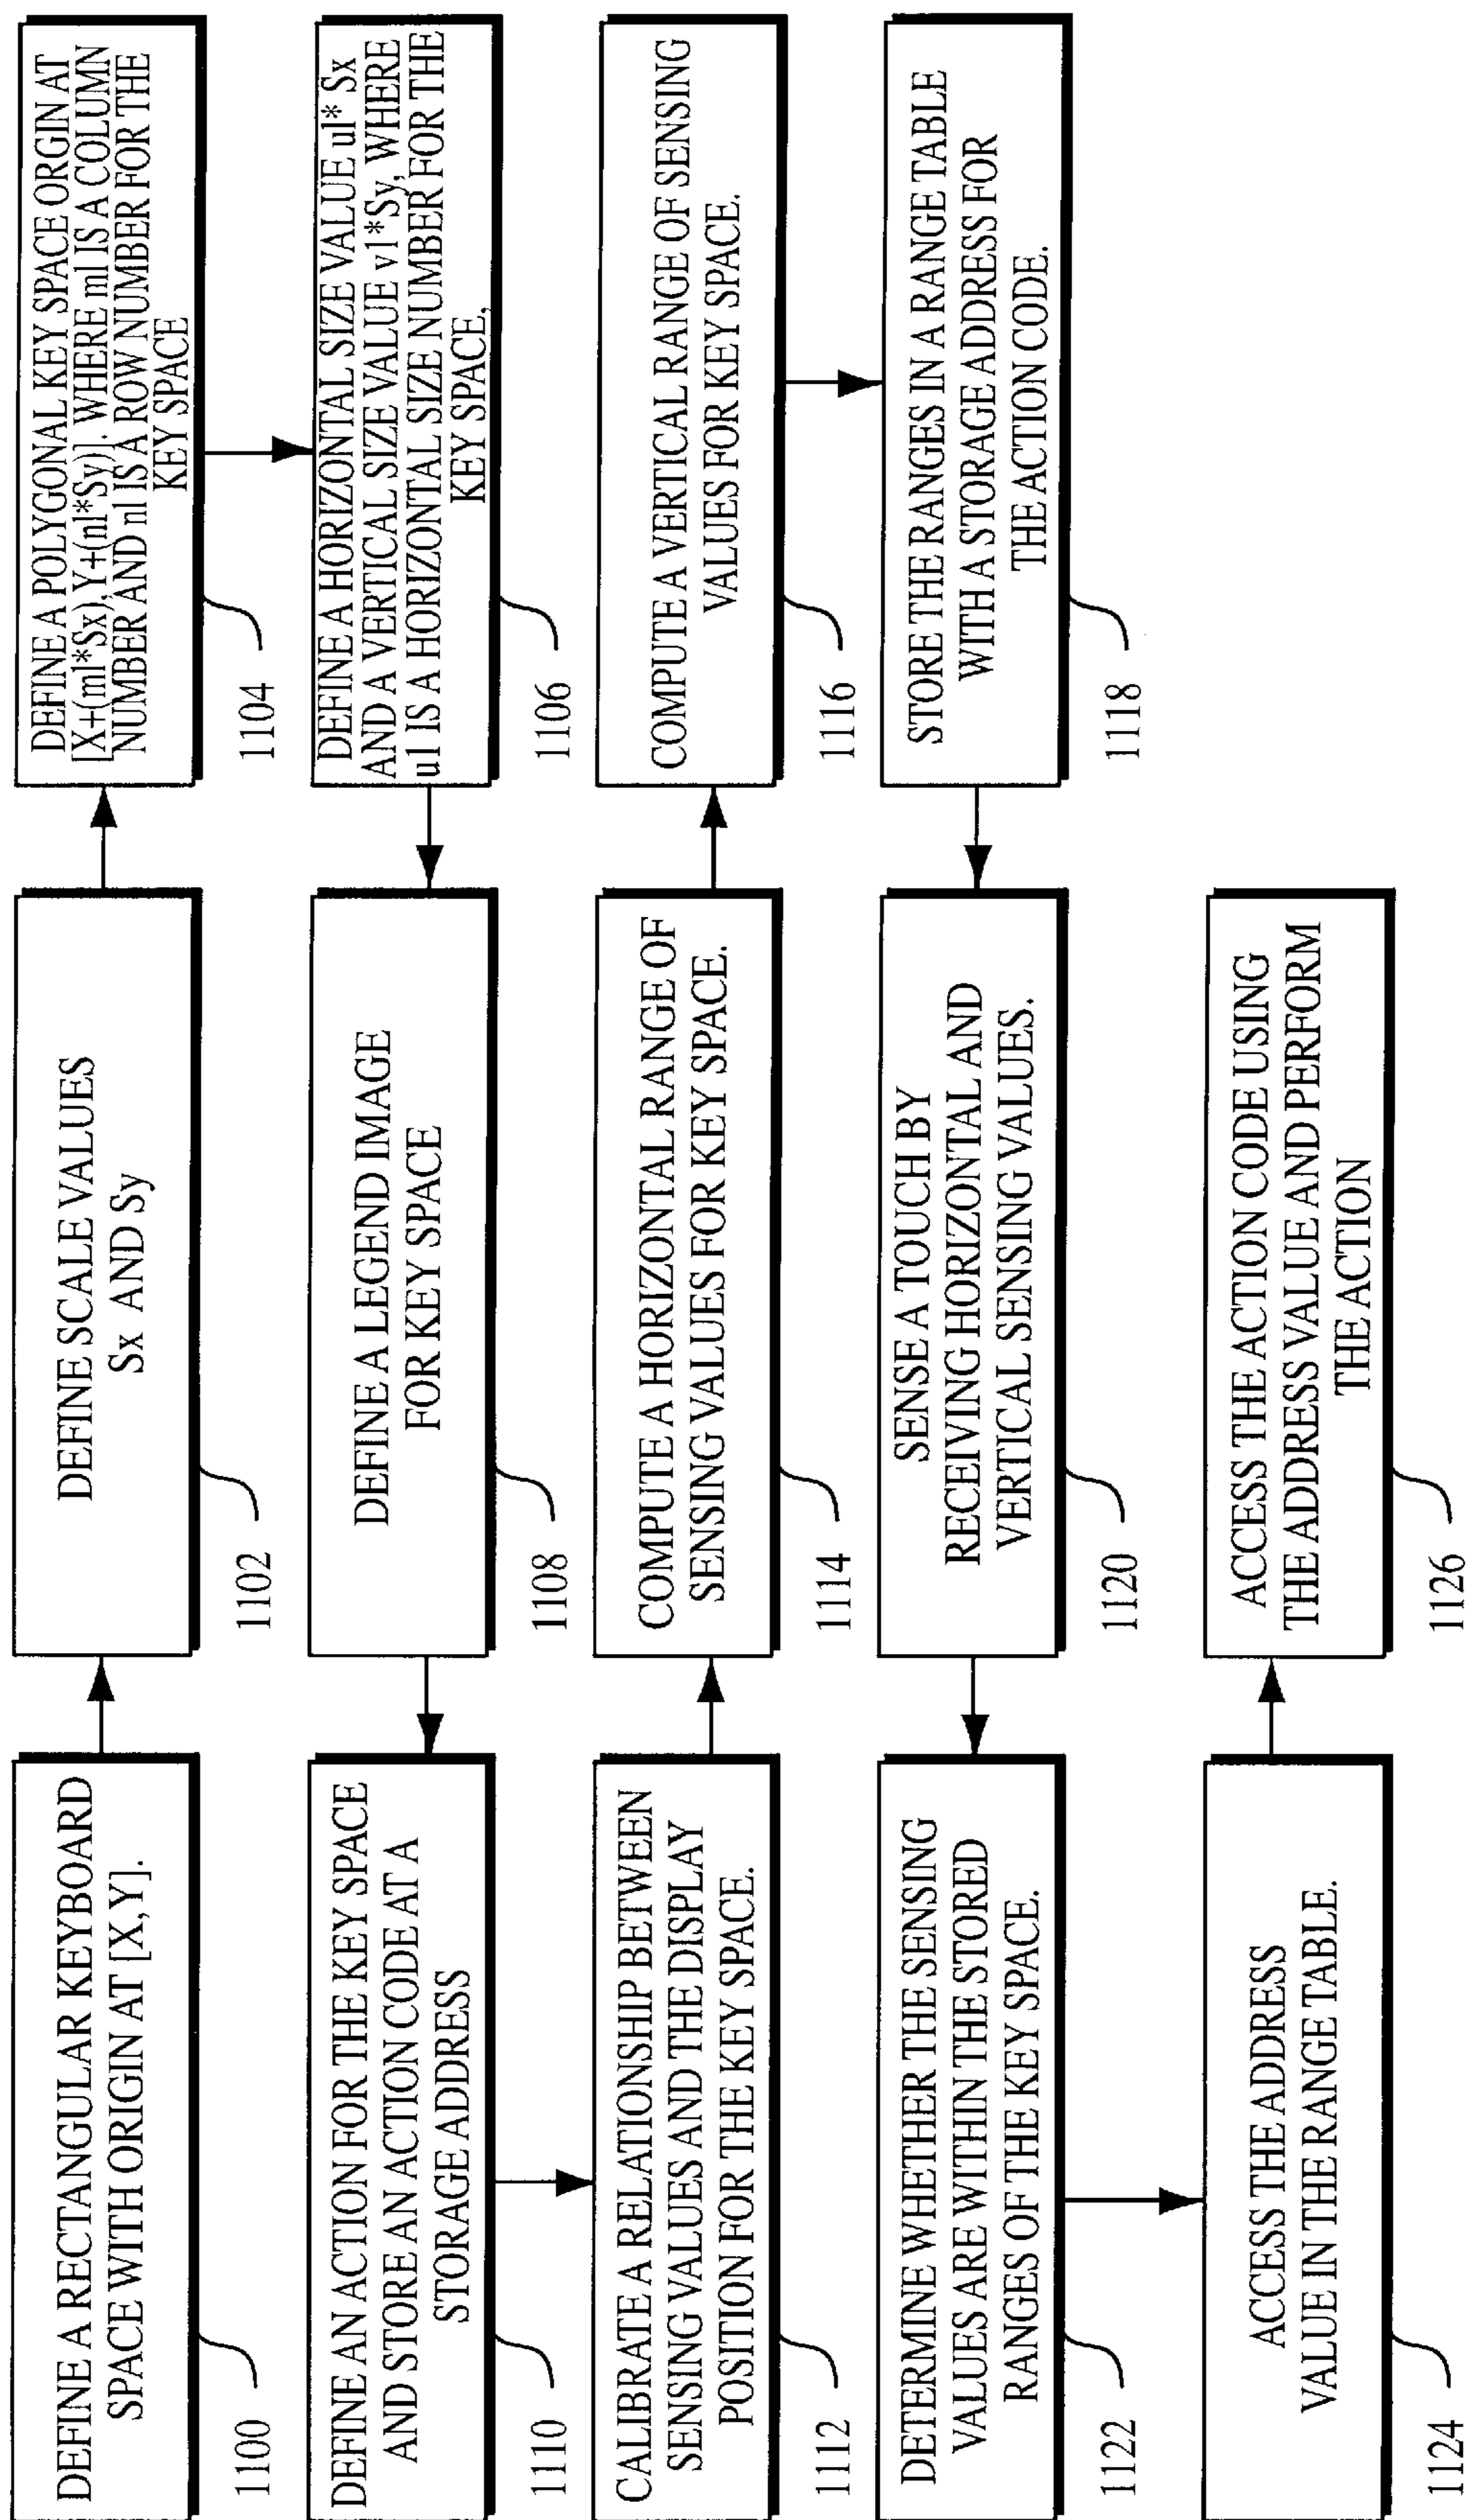 DEFINE A RECTANGULAR KEYBOARD
SPACE WITH ORIGIN AT [X,Y].
1100
DEFINE SCALE VALUES
Sx AND Sy
1102
DEFINE A POLYGONAL KEY SPACE ORGIN AT
[X+(ml*Sx),Y+(nl*Sy)]. WHERE ml IS A COLUMN
NUMBER AND nl IS A ROW NUMBER FOR THE
KEY SPACE
1104
DEFINE A HORIZONTAL SIZE VALUE ul* Sx
AND A VERTICAL SIZE VALUE v1*Sy, WHERE
u1 IS A HORIZONTAL SIZE NUMBER FOR THE
KEY SPACE,
1106
DEFINE A LEGEND IMAGE
FOR KEY SPACE
1108
DEFINE AN ACTION FOR THE KEY SPACE
AND STORE AN ACTION CODE AT A
STORAGE ADDRESS
1110
CALIBRATE A RELATIONSHIP BETWEEN
SENSING VALUES AND THE DISPLAY
POSITION FOR THE KEY SPACE.
1112
COMPUTE A HORIZONTAL RANGE OF
SENSING VALUES FOR KEY SPACE.
1114
COMPUTE A VERTICAL RANGE OF SENSING
VALUES FOR KEY SPACE.
1116
STORE THE RANGES IN A RANGE TABLE
WITH A STORAGE ADDRESS FOR
THE ACTION CODE.
1118
SENSE A TOUCH BY
RECEIVING HORIZONTAL AND
VERTICAL SENSING VALUES.
1120
DETERMINE WHETHER THE SENSING
VALUES ARE WITHIN THE STORED
RANGES OF THE KEY SPACE.
1122
ACCESS THE ADDRESS
VALUE IN THE RANGE TABLE.
1124
ACCESS THE ACTION CODE USING
THE ADDRESS VALUE AND PERFORM
THE ACTION
1126